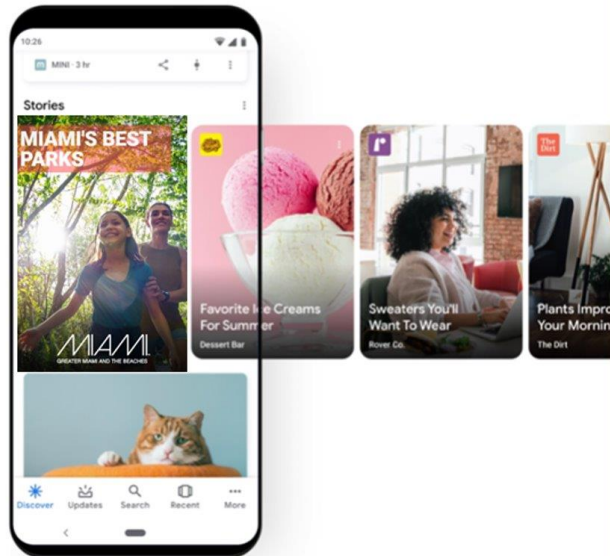 10:26
MINI · 3 hr
Stories
MIAMI'S BEST
PARKS
MIAMI
GREATER MIAMI AND THE BEACHES
Favorite Ice Creams
For Summer
Dessert Bar
r
Sweaters You'll
Want To Wear
Rover Co.
The
Dirt
Plants Impro
Your Mornin
The Dirt
Discover
Updates
Search
Recent
More